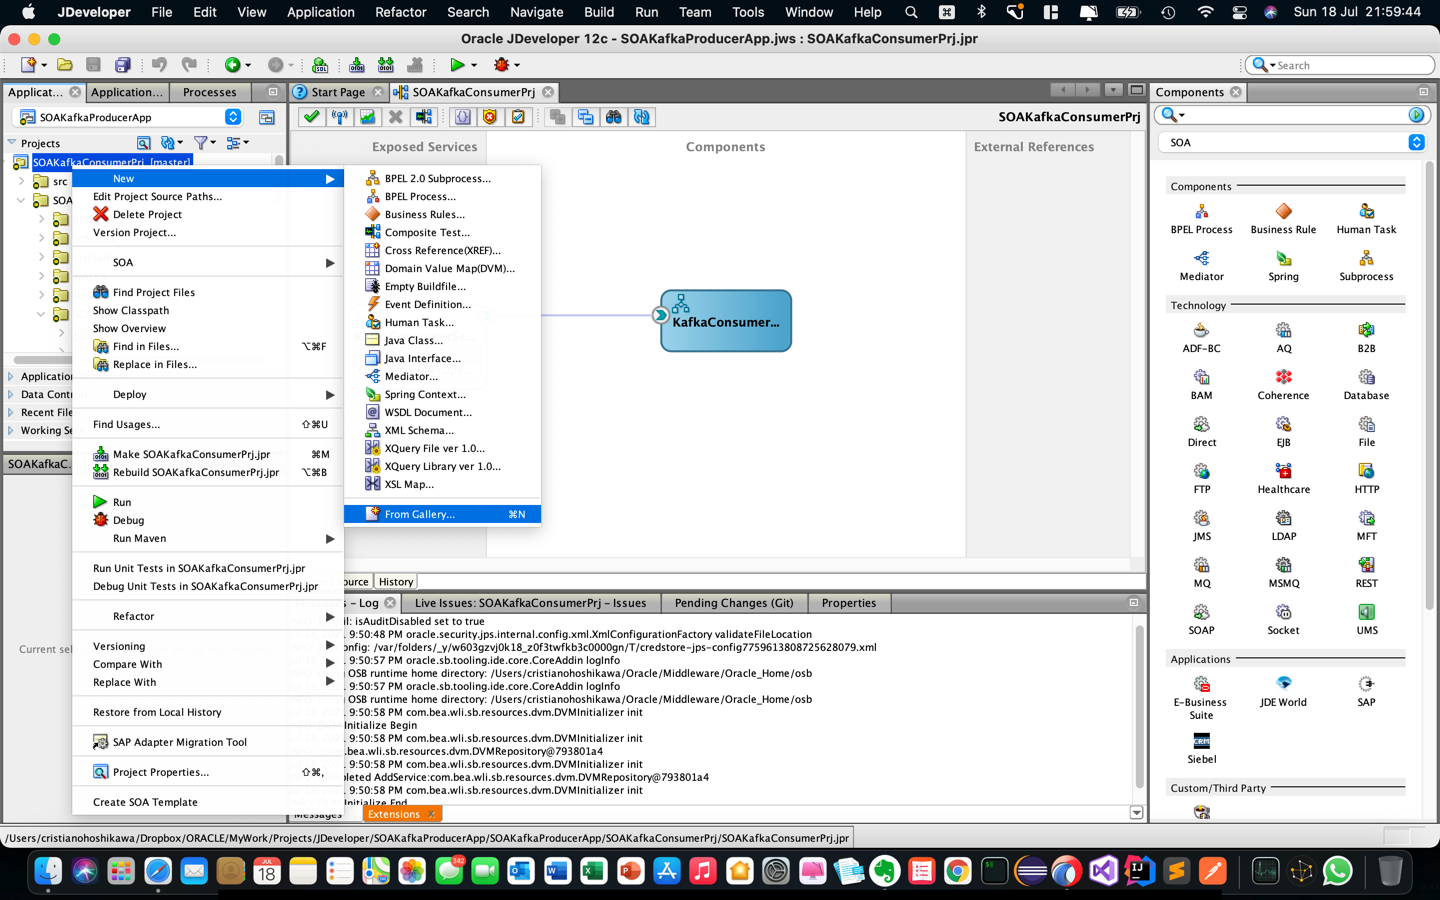 JDeveloper File Edit View Application Refactor Search Navigate Build Run Team Tools Window Help Sun 18 Jul 21:59:44
Oracle JDeveloper 12c - SOAKafkaProducerApp.jws : SOAKafkaConsumerPrj.jpr
Search
Applicat...
Application...
Processes
Start Page
SOAKafkaConsumerPrj
Components
SOAKafkaProducerApp
SOAKafkaConsumerPrj
Projects
SOA
SOAKafkaConsumerPrj [master]
src
SOA
Exposed Services
Components
External References
New
Edit Project Source Paths...
Delete Project
Version Project...
SOA
Find Project Files
Show Classpath
Show Overview
Find in Files... ⌥⌘F
Replace in Files...
Deploy
Find Usages... ⇧⌘U
Make SOAKafkaConsumerPrj.jpr ⌘M
Rebuild SOAKafkaConsumerPrj.jpr ⌥⌘B
Run
Debug
Run Maven
Run Unit Tests in SOAKafkaConsumerPrj.jpr
Debug Unit Tests in SOAKafkaConsumerPrj.jpr
Refactor
Versioning
Compare With
Replace With
Restore from Local History
SAP Adapter Migration Tool
Project Properties... ⇧⌘,
Create SOA Template
BPEL 2.0 Subprocess...
BPEL Process...
Business Rules...
Composite Test...
Cross Reference(XREF)...
Domain Value Map(DVM)...
Empty Buildfile...
Event Definition...
Human Task...
Java Class...
Java Interface...
Mediator...
Spring Context...
WSDL Document...
XML Schema...
XQuery File ver 1.0...
XQuery Library ver 1.0...
XSL Map...
From Gallery... ⌘N
KafkaConsumer...
Application
Data Contr
Recent File
Working Se
SOAKafkaC
Current sel
ource
History
– Log
Live Issues: SOAKafkaConsumerPrj – Issues
Pending Changes (Git)
Properties
il: isAuditDisabled set to true
9:50:48 PM oracle.security.jps.internal.config.xml.XmlConfigurationFactory validateFileLocation
onfig: /var/folders/_y/w603gzvj0k18_z0f3twfkb3c0000gn/T/credstore-jps-config7759613808725628079.xml
9:50:57 PM oracle.sb.tooling.ide.core.CoreAddin logInfo
OSB runtime home directory: /Users/cristianohoshikawa/Oracle/Middleware/Oracle_Home/osb
9:50:57 PM oracle.sb.tooling.ide.core.CoreAddin logInfo
OSB runtime home directory: /Users/cristianohoshikawa/Oracle/Middleware/Oracle_Home/osb
9:50:58 PM com.bea.wli.sb.resources.dvm.DVMInitializer init
Initialize Begin
9:50:58 PM com.bea.wli.sb.resources.dvm.DVMInitializer init
.bea.wli.sb.resources.dvm.DVMRepository@793801a4
9:50:58 PM com.bea.wli.sb.resources.dvm.DVMInitializer init
pleted AddService:com.bea.wli.sb.resources.dvm.DVMRepository@793801a4
9:50:58 PM com.bea.wli.sb.resources.dvm.DVMInitializer init
Initialize End
Messages
Extensions
Components
BPEL Process
Business Rule
Human Task
Mediator
Spring
Subprocess
Technology
ADF-BC
AQ
B2B
BAM
Coherence
Database
Direct
EJB
File
FTP
Healthcare
HTTP
JMS
LDAP
MFT
MQ
MSMQ
REST
SOAP
Socket
UMS
Applications
E-Business Suite
JDE World
SAP
Siebel
Custom/Third Party
/Users/cristianohoshikawa/Dropbox/ORACLE/MyWork/Projects/JDeveloper/SOAKafkaProducerApp/SOAKafkaProducerApp/SOAKafkaConsumerPrj/SOAKafkaConsumerPrj.jpr
JUL
18
342